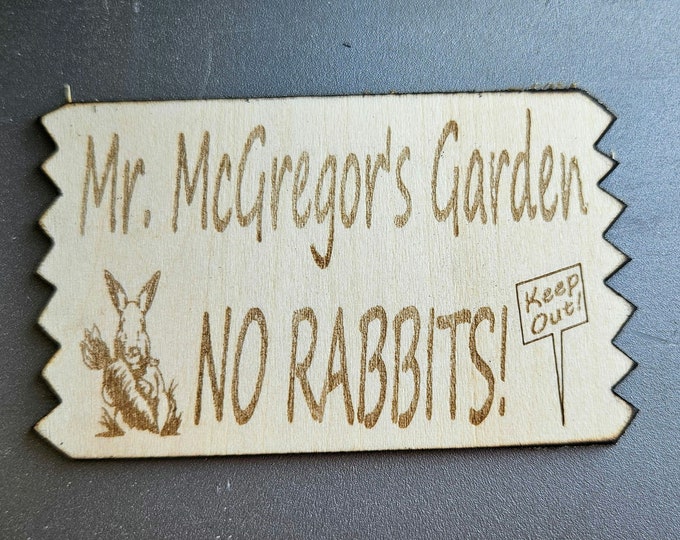 Mr. McGregor's Garden
NO RABBITS!
Keep
Out!